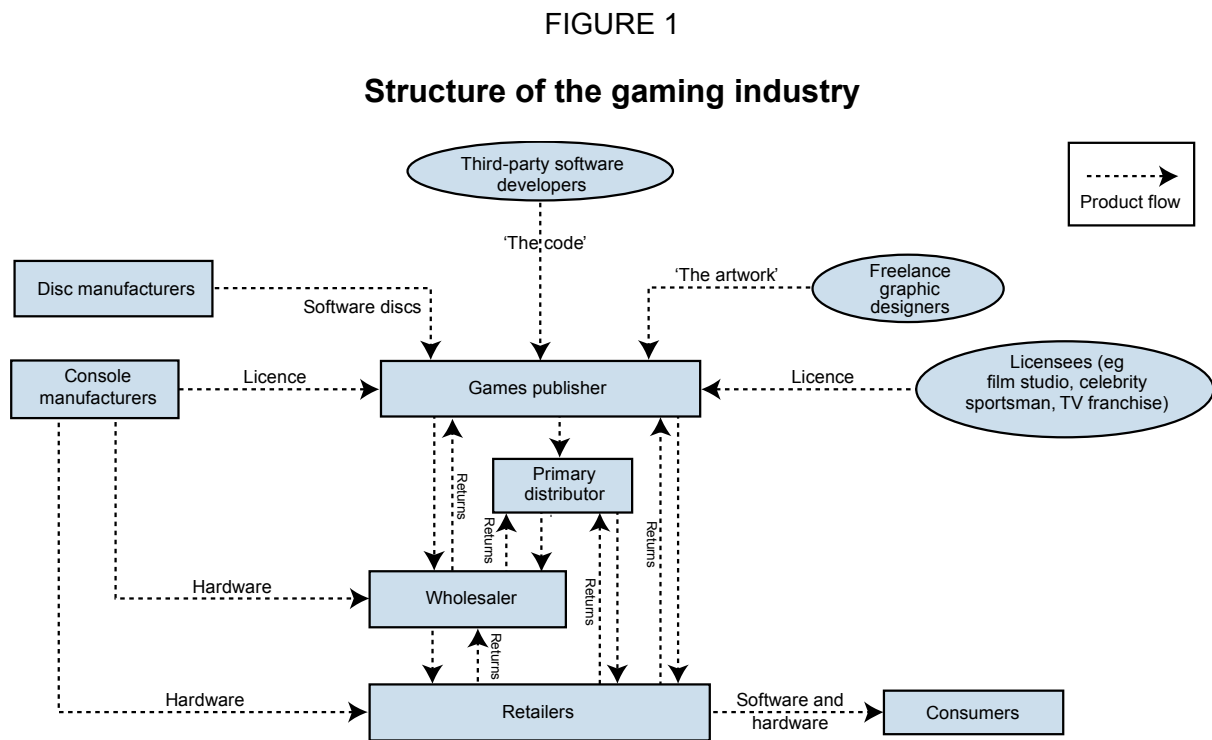 FIGURE 1
Structure of the gaming industry
Third-party software
developers
Product flow
'The code'
'The artwork'
Freelance
graphic
designers
Disc manufacturers
Software discs
Console
manufacturers
Licence
Games publisher
Licence
Licensees (eg
film studio, celebrity
sportsman, TV franchise)
Primary
distributor
Returns
Returns
Returns
Returns
Hardware
Wholesaler
Returns
Hardware
Retailers
Software and
hardware
Consumers